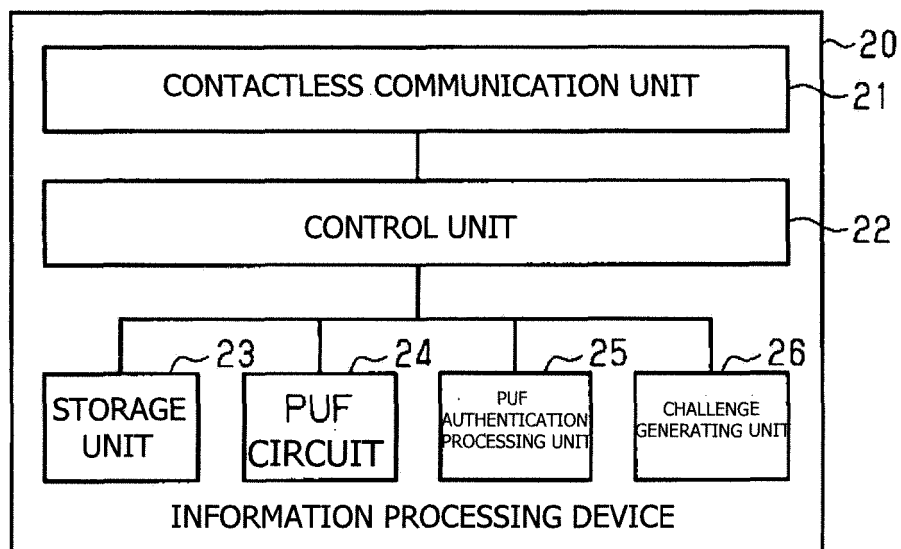 20
CONTACTLESS COMMUNICATION UNIT
21
CONTROL UNIT
22
23
24
25
26
STORAGE
UNIT
PUF
CIRCUIT
PUF
AUTHENTICATION
PROCESSING UNIT
CHALLENGE
GENERATING UNIT
INFORMATION PROCESSING DEVICE